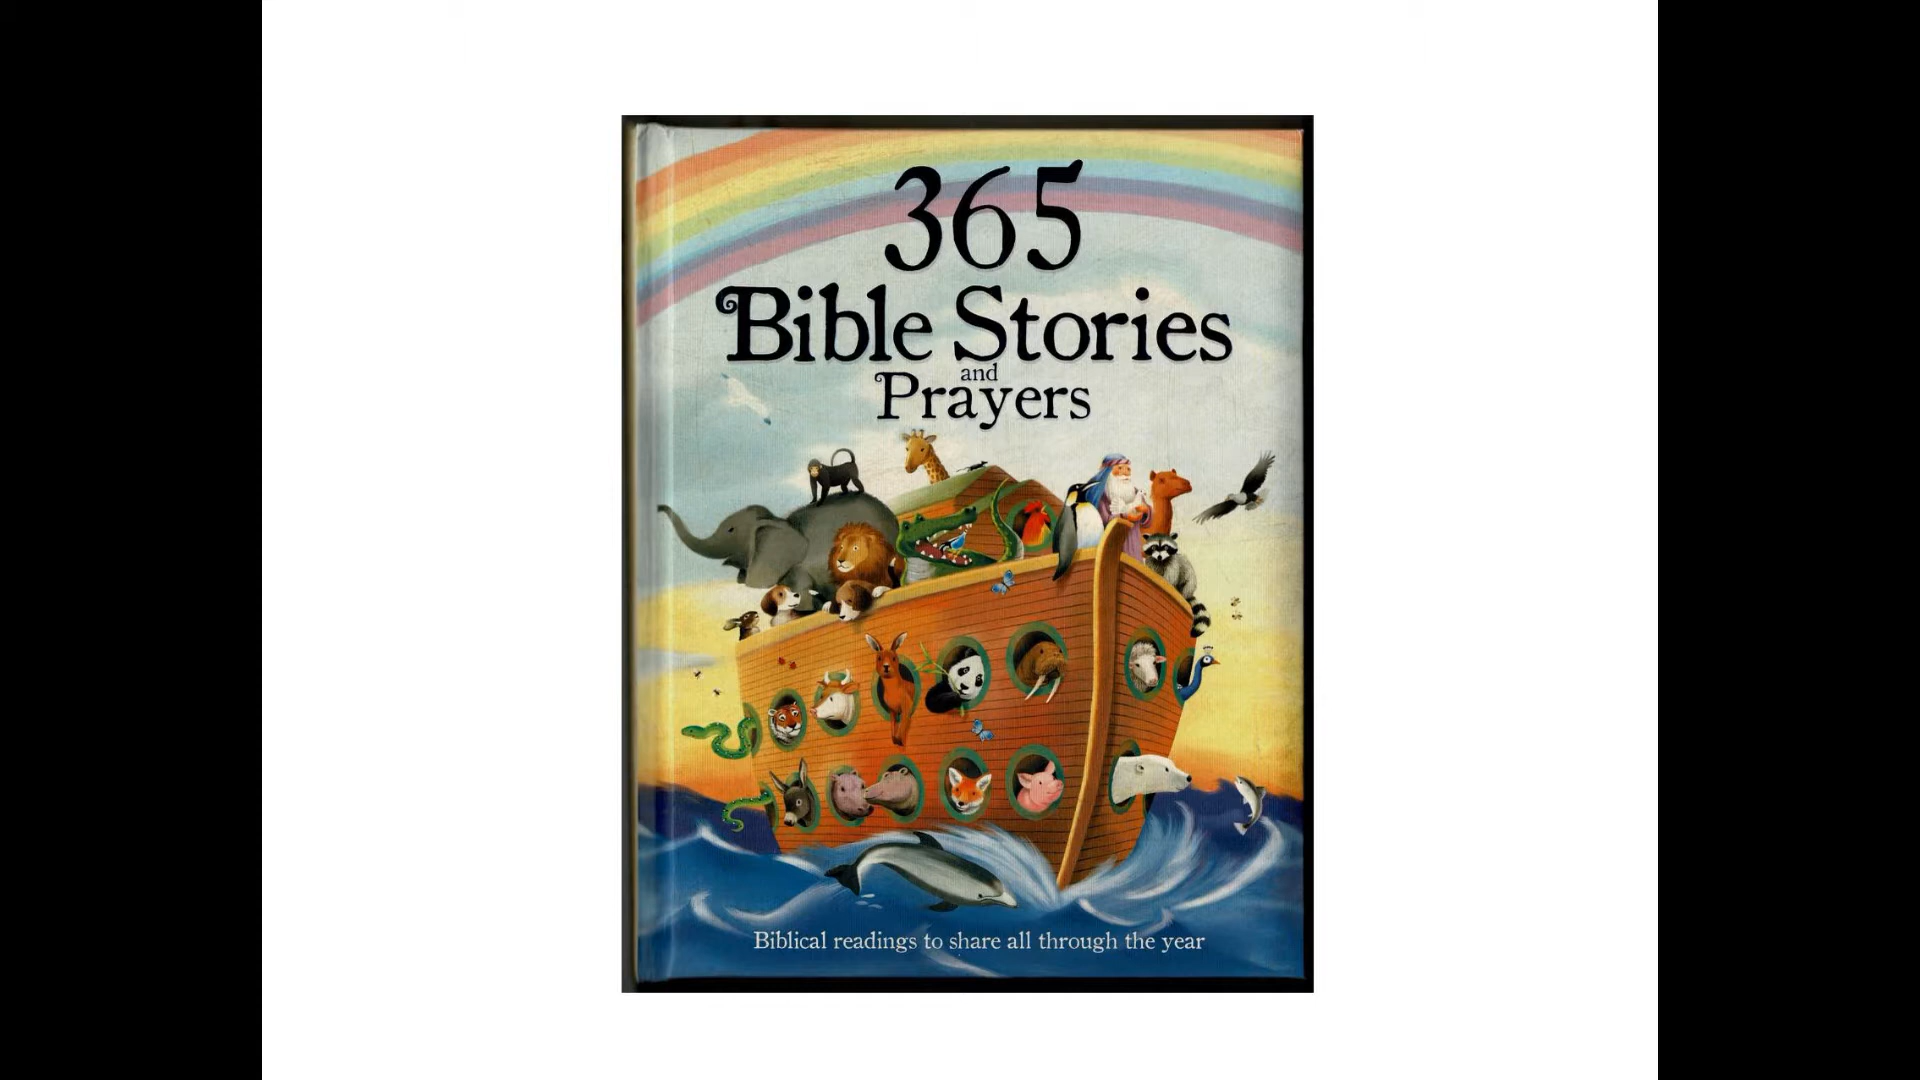 365
Bible Stories
and
Prayers
Biblical readings to share all through the year